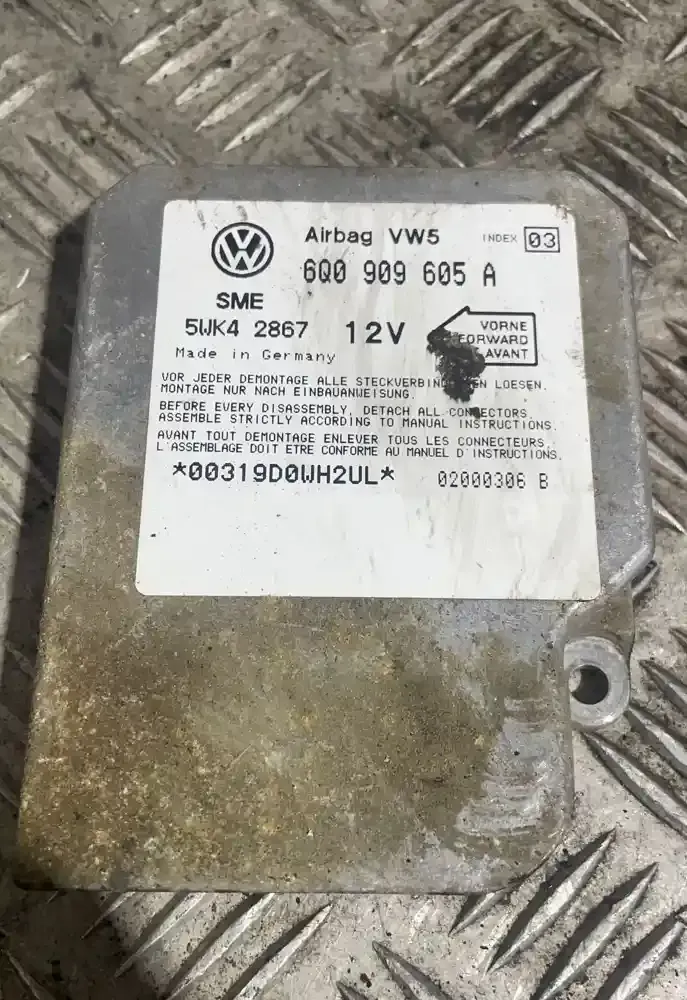 VW
Airbag VW5 INDEX 03
6Q0 909 605 A
SME
5WK4 2867 12V
Made in Germany
VORNE
FORWARD
AVANT
VOR JEDER DEMONTAGE ALLE LOESEN.
MONTAGE NUR NACH EINBAUANWEISUNG.
BEFORE EVERY DISASSEMBLY, DETACH ALL CONNECTORS.
ASSEMBLE STRICTLY ACCORDING TO MANUAL INSTRUCTIONS.
AVANT TOUT DEMONTAGE ENLEVER TOUS LES CONNECTEURS.
L'ASSEMBLAGE DOIT ETRE CONFORME AU MANUEL D'INSTRUCTIONS.
*00319D0WH2UL* 02000306 B